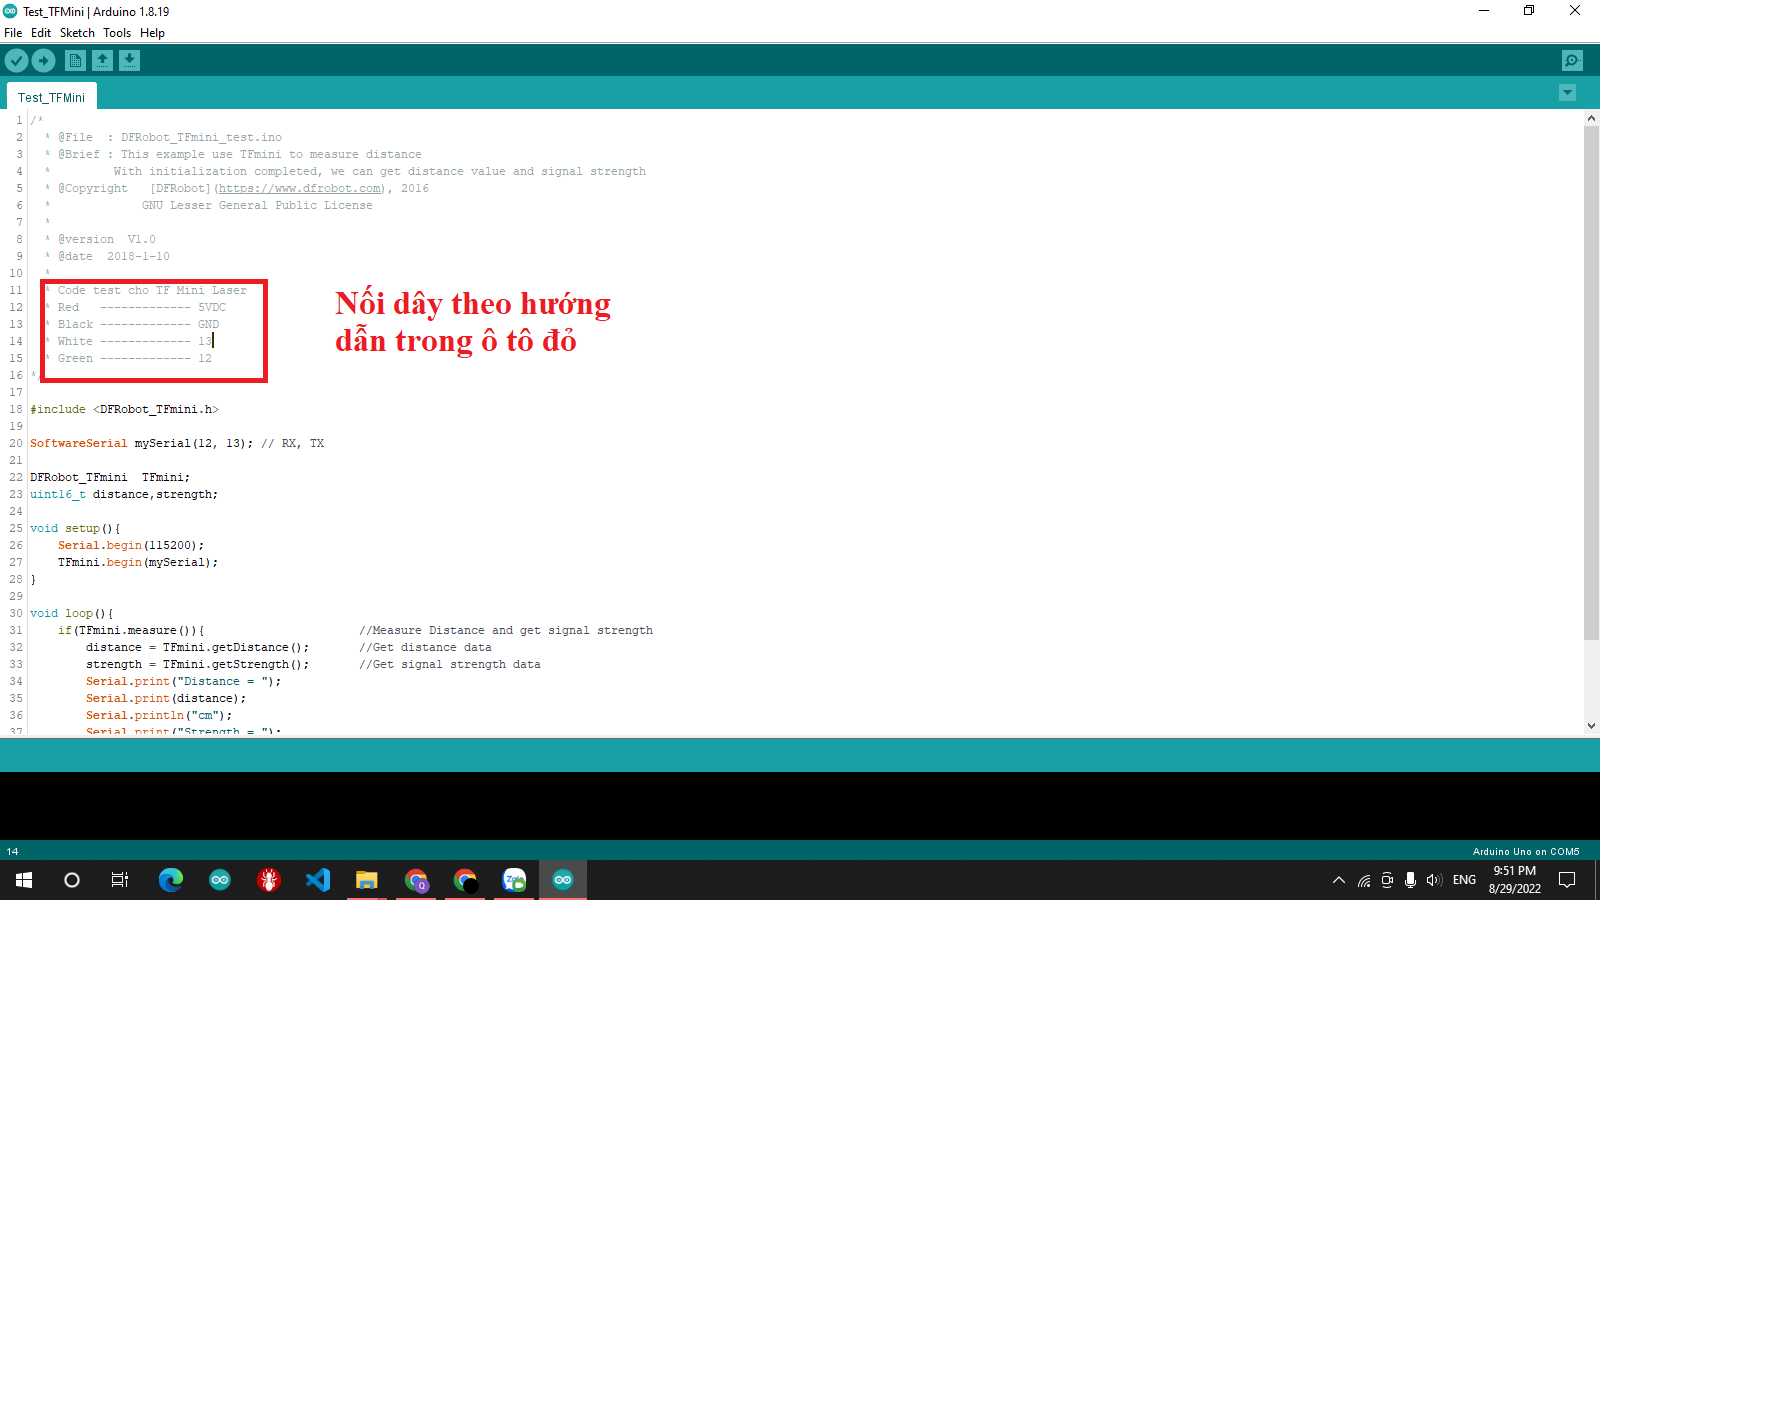 Test_TFMini | Arduino 1.8.19
File Edit Sketch Tools Help
Test_TFMini
1 /*
2 * @File : DFRobot_TFmini_test.ino
3 * @Brief : This example use TFmini to measure distance
4 * With initialization completed, we can get distance value and signal strength
5 * @Copyright [DFRobot](https://www.dfrobot.com), 2016
6 * GNU Lesser General Public License
7 *
8 * @version V1.0
9 * @date 2018-1-10
10 *
11 * Code test cho TF Mini Laser
12 * Red ------------- 5VDC
13 * Black ------------- GND
14 * White ------------- 13
15 * Green ------------- 12
16 *
Nối dây theo hướng
dẫn trong ô tô đỏ
17
18 #include <DFRobot_TFmini.h>
19
20 SoftwareSerial mySerial(12, 13); // RX, TX
21
22 DFRobot_TFmini TFmini;
23 uint16_t distance,strength;
24
25 void setup(){
26 Serial.begin(115200);
27 TFmini.begin(mySerial);
28 }
29
30 void loop(){
31 if(TFmini.measure()){ //Measure Distance and get signal strength
32 distance = TFmini.getDistance(); //Get distance data
33 strength = TFmini.getStrength(); //Get signal strength data
34 Serial.print("Distance = ");
35 Serial.print(distance);
36 Serial.println("cm");
37 Serial.print("Strength = ");
14
Arduino Uno on COM5
Zalo
ENG
9:51 PM
8/29/2022